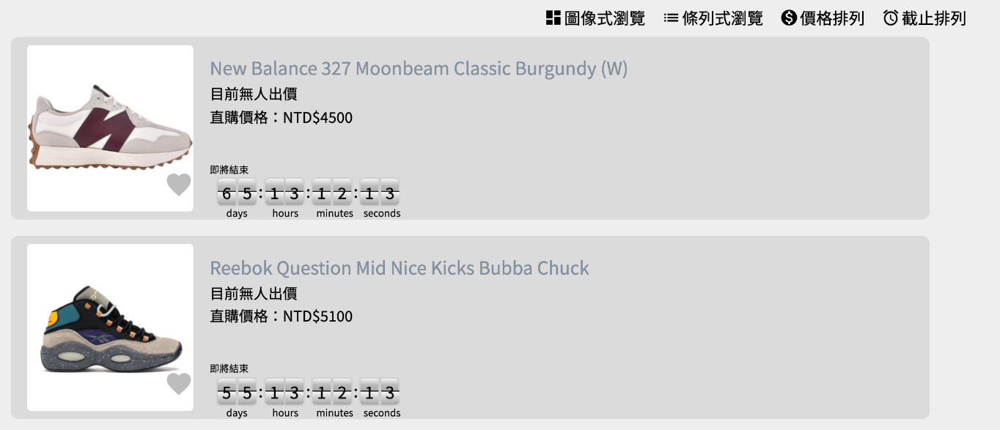 圖像式瀏覽 條列式瀏覽 價格排列 截止排列
New Balance 327 Moonbeam Classic Burgundy (W)
目前無人出價
直購價格：NTD$4500
即將結束
65:13:12:13
days hours minutes seconds
Reebok Question Mid Nice Kicks Bubba Chuck
目前無人出價
直購價格：NTD$5100
即將結束
55:13:12:13
days hours minutes seconds